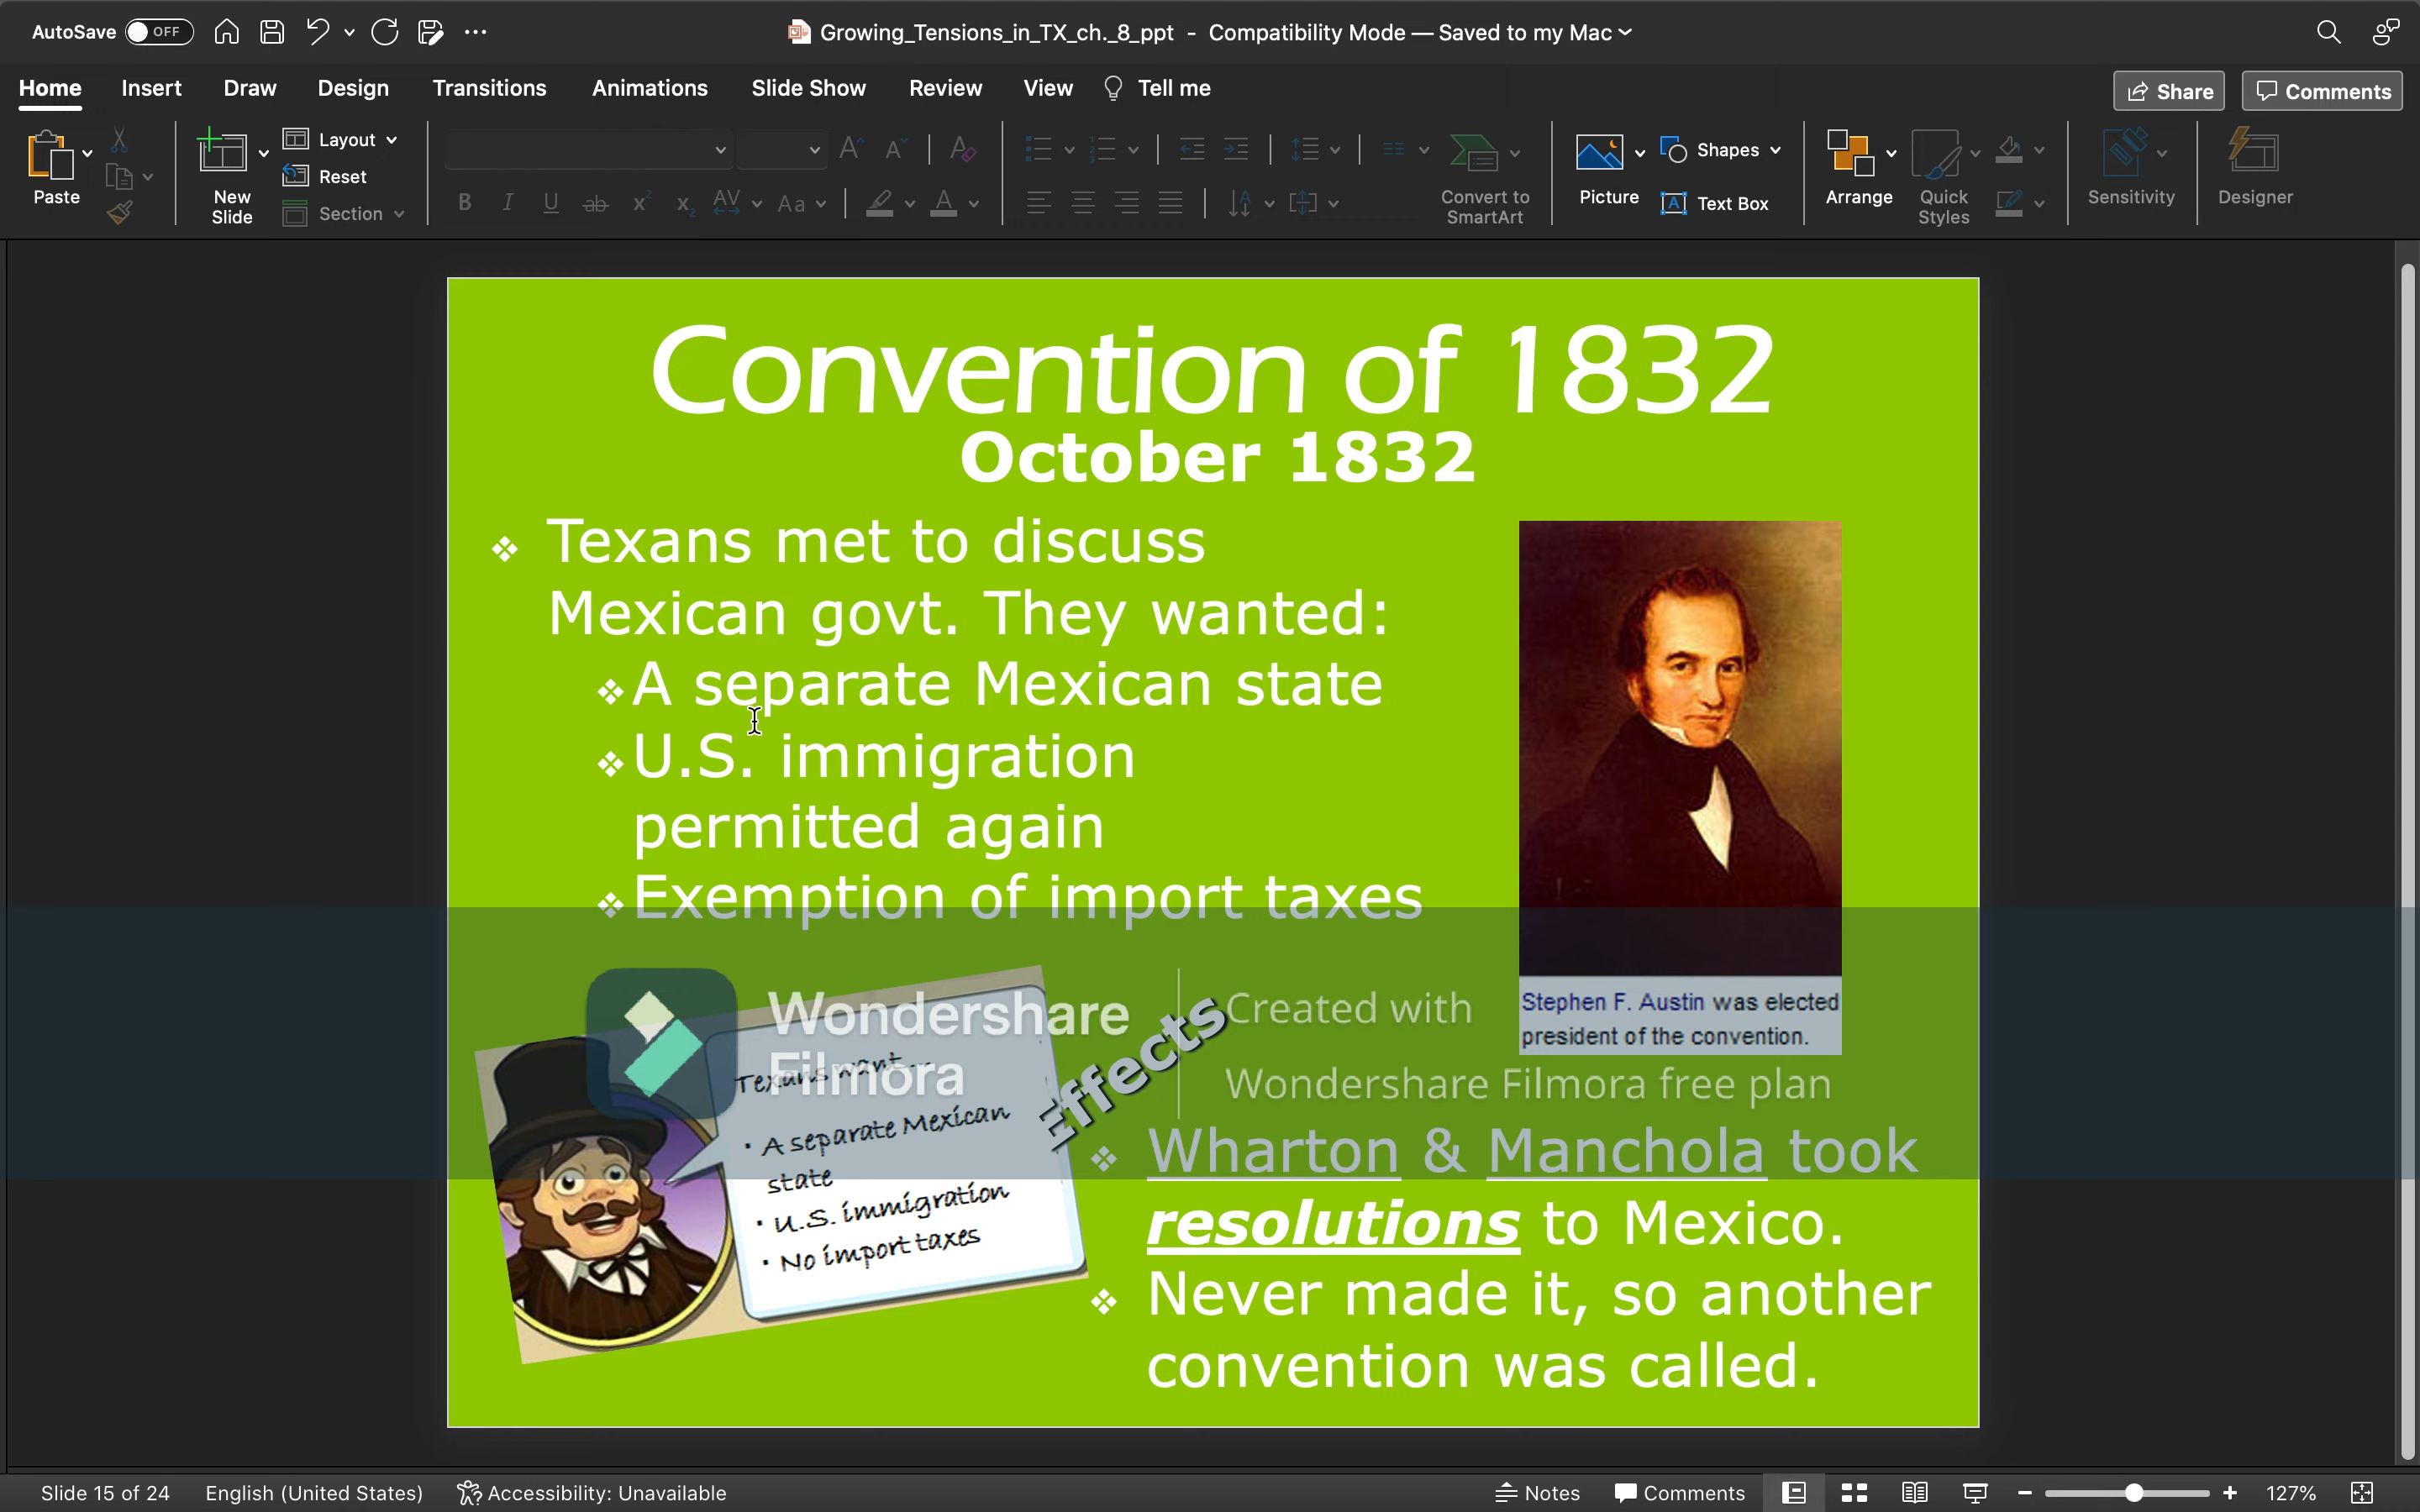 AutoSave OFF
Growing_Tensions_in_TX_ch._8_ppt - Compatibility Mode — Saved to my Mac
Home Insert Draw Design Transitions Animations Slide Show Review View Tell me
Share Comments
Paste
New
Slide
Layout
Reset
Section
Convert to
SmartArt
Picture
Shapes
Text Box
Arrange
Quick
Styles
Sensitivity
Designer
Convention of 1832
October 1832
Texans met to discuss
Mexican govt. They wanted:
A separate Mexican state
U.S. immigration
permitted again
Exemption of import taxes
Stephen F. Austin was elected
president of the convention.
Wondershare
Filmora
Created with
Wondershare Filmora free plan
Texans want...
• A separate Mexican
state
• U.S. immigration
• No import taxes
Effects
Wharton & Manchola took
resolutions to Mexico.
Never made it, so another
convention was called.
Slide 15 of 24 English (United States) Accessibility: Unavailable
Notes Comments 127%